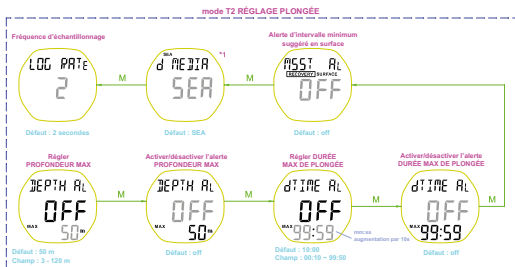 mode T2 RÉGLAGE PLONGÉE
Fréquence d'échantillonnage
LOG RATE
2
Défaut : 2 secondes
M
*1
SEA
d MEDIA
SEA
Défaut : SEA
M
Alerte d'intervalle minimum
suggéré en surface
MSST AL
RECOVERY SURFACE
OFF
Défaut : off
M
Régler
PROFONDEUR MAX
DEPTH AL
OFF
MAX
50m
Défaut : 50 m
Champ : 3 - 120 m
M
Activer/désactiver l'alerte
PROFONDEUR MAX
DEPTH AL
OFF
MAX
50m
Défaut : off
M
Régler DURÉE
MAX DE PLONGÉE
dTIME AL
OFF
MAX
99:59
mm:ss
augmentation par 10s
Défaut : 10:00
Champ : 00:10 ~ 99:50
M
Activer/désactiver l'alerte
DURÉE MAX DE PLONGÉE
dTIME AL
OFF
MAX
99:59
Défaut : off
M